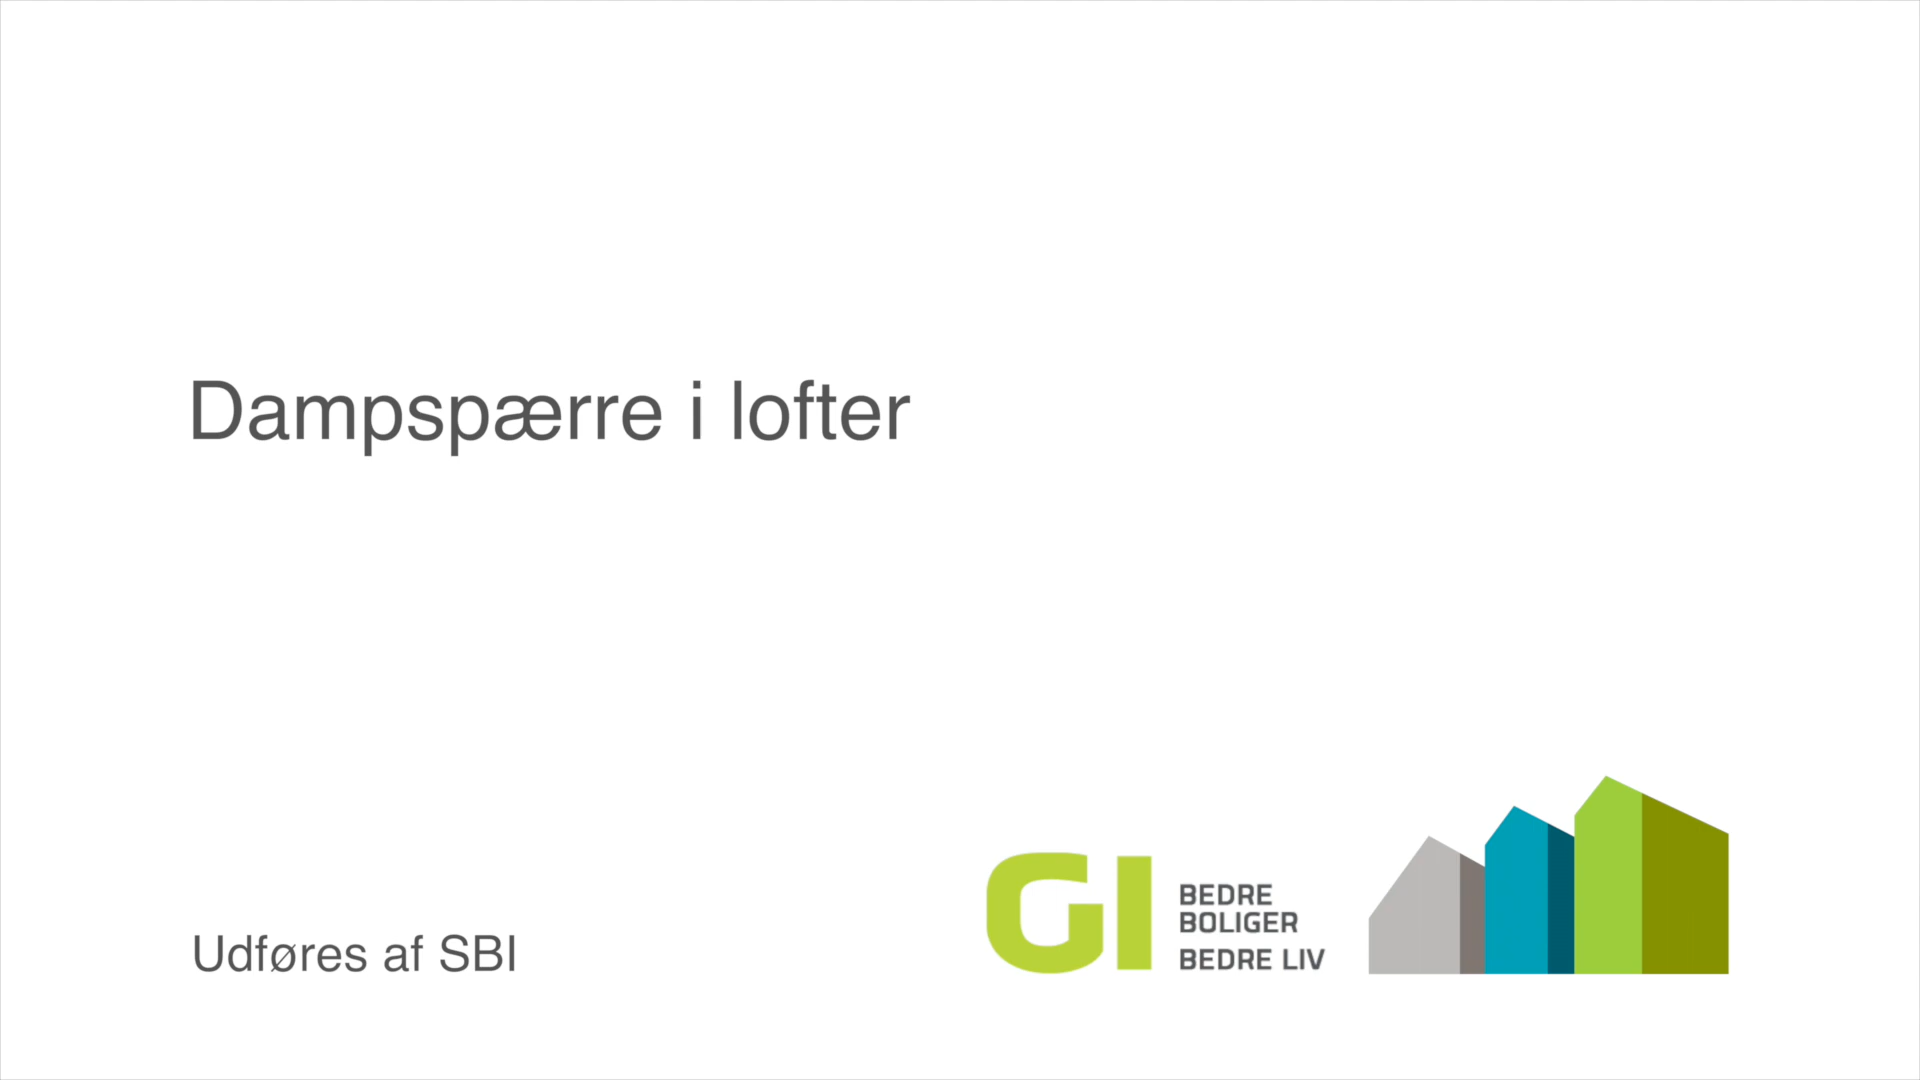 Dampspærre i lofter
Udføres af SBI
GI
BEDRE
BOLIGER
BEDRE LIV